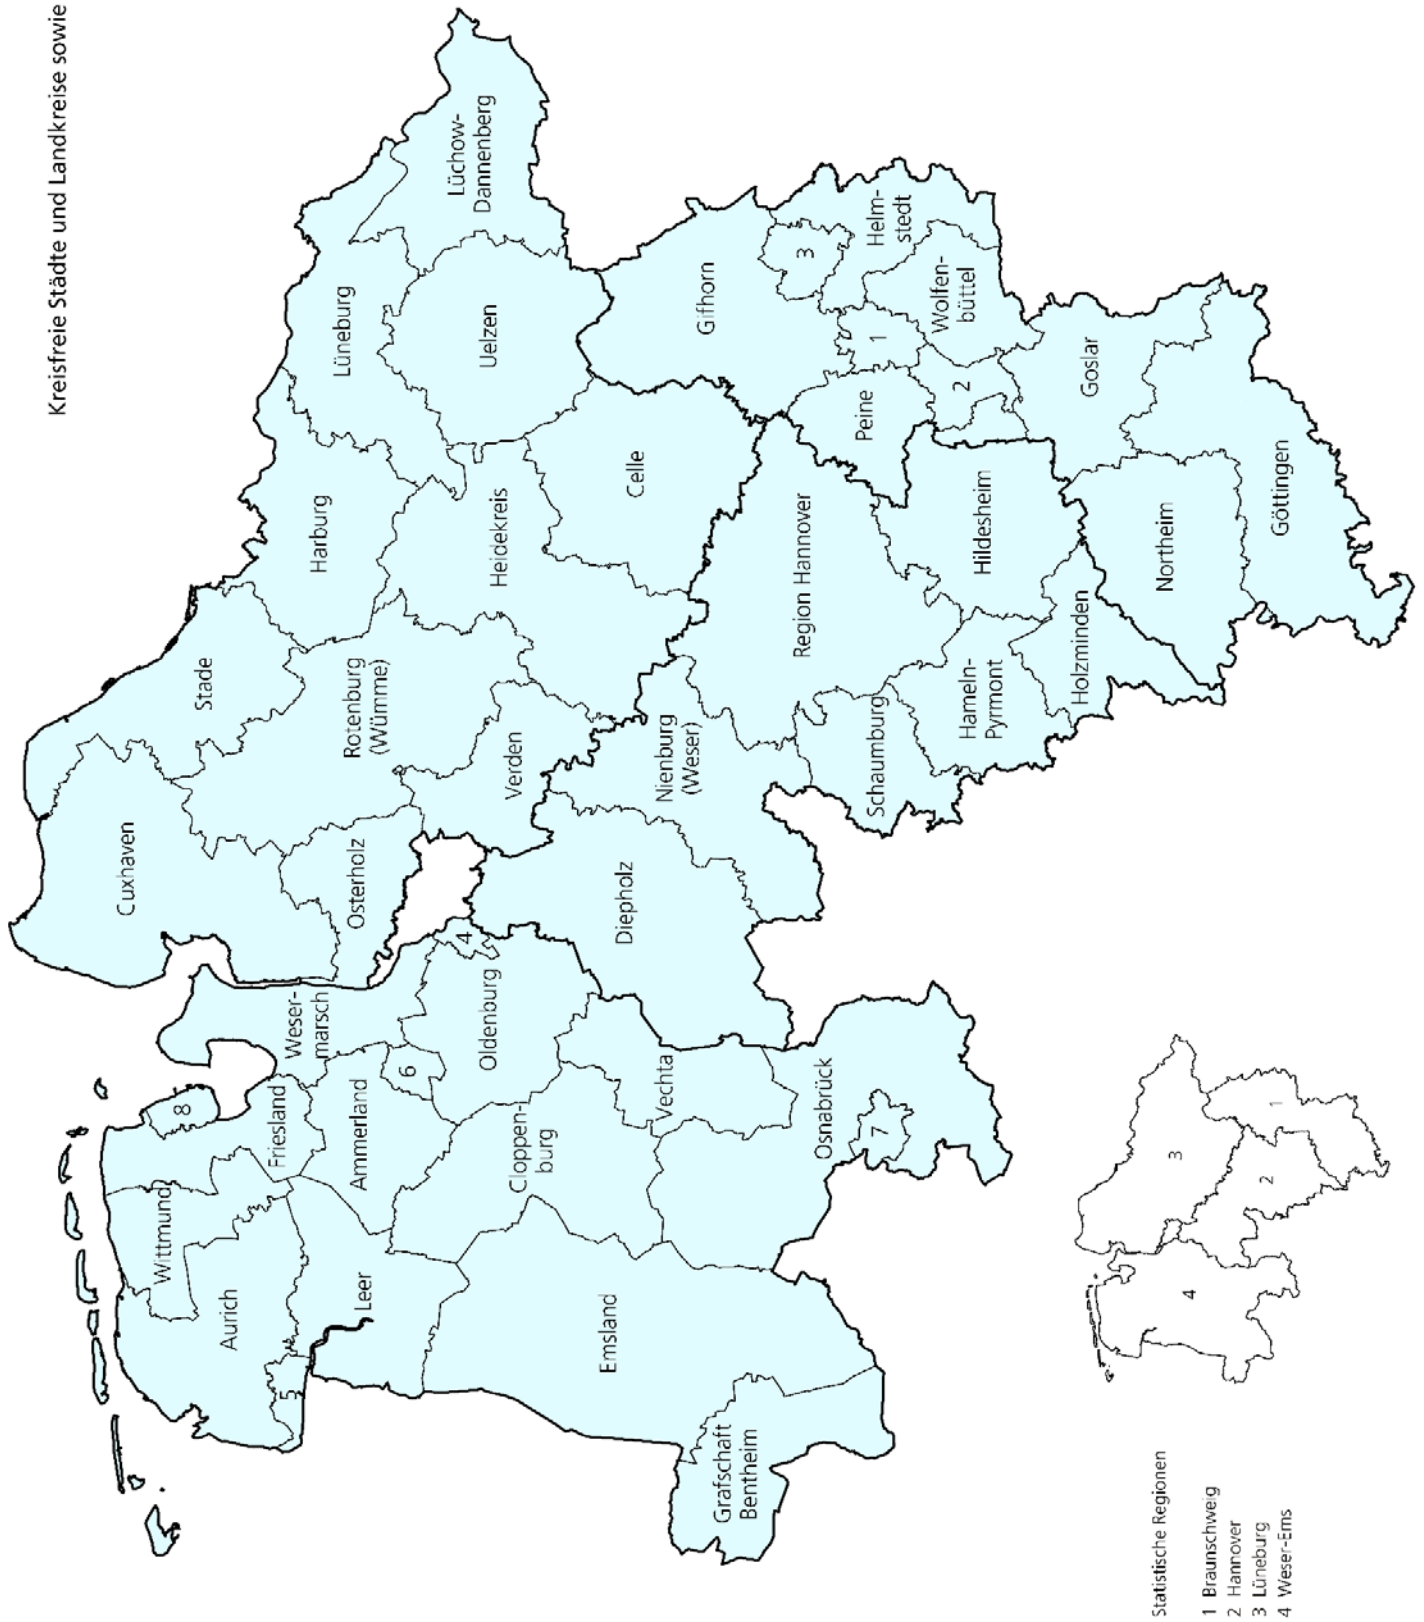 Kreisfreie Städte und Landkreise sowie
Cuxhaven
Stade
Osterholz
Rotenburg
(Wümme)
Harburg
Lüneburg
Lüchow-
Dannenberg
Uelzen
Heidekreis
Celle
Verden
Wittmund
8
Aurich
5
Friesland
Weser-
marsch
Ammerland
6
Leer
Oldenburg
4
Cloppen-
burg
Vechta
Emsland
Grafschaft
Bentheim
Osnabrück
7
Diepholz
Nienburg
(Weser)
Region Hannover
Schaumburg
Hameln-
Pyrmont
Hildesheim
Holzminden
Gifhorn
3
Helm-
stedt
1
Wolfen-
büttel
Peine
2
Goslar
Northeim
Göttingen
Statistische Regionen
1 Braunschweig
2 Hannover
3 Lüneburg
4 Weser-Ems
3
4
2
1